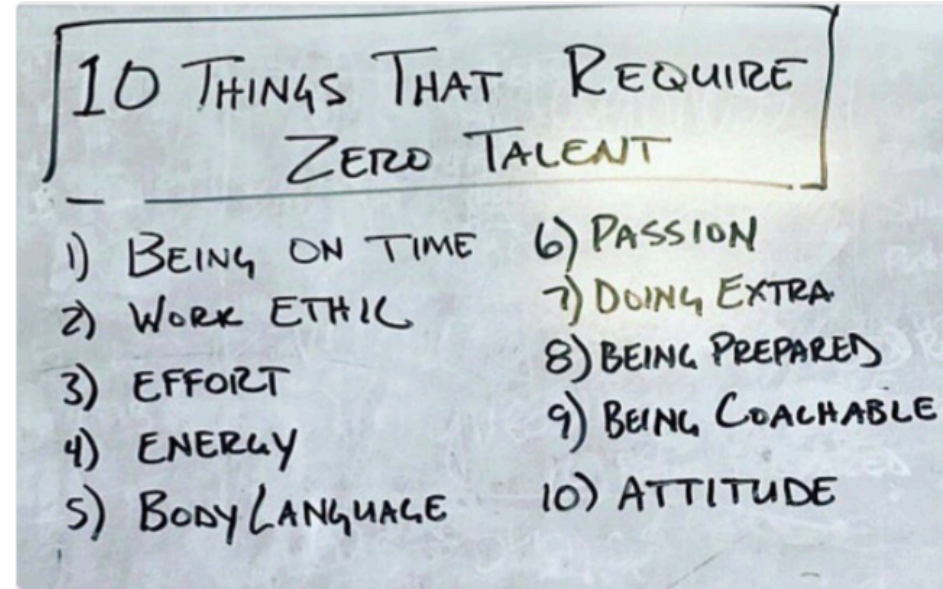 10 THINGS THAT REQUIRE
ZERO TALENT
1) BEING ON TIME
2) WORK ETHIC
3) EFFORT
4) ENERGY
5) BODY LANGUAGE
6) PASSION
7) DOING EXTRA
8) BEING PREPARED
9) BEING COACHABLE
10) ATTITUDE